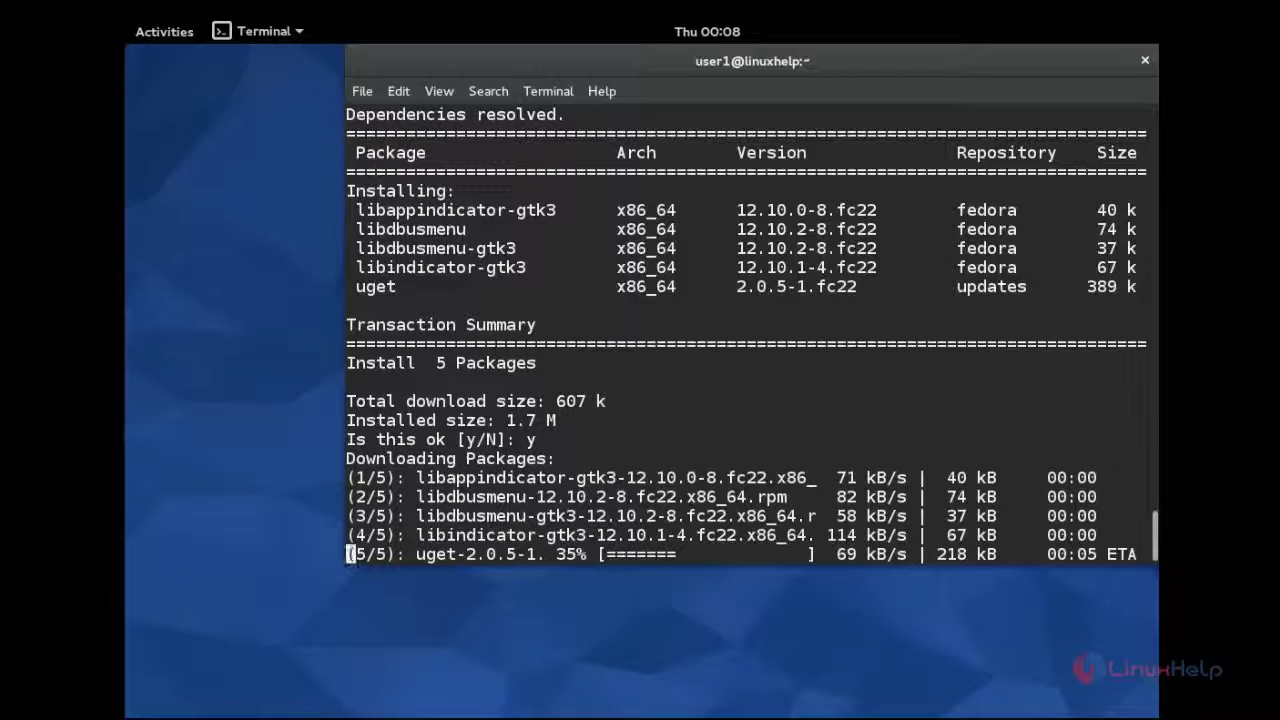 Activities Terminal Thu 00:08
user1@linuxhelp:~ ×
File Edit View Search Terminal Help
Dependencies resolved.
================================================================================
Package Arch Version Repository Size
================================================================================
Installing:
libappindicator-gtk3 x86_64 12.10.0-8.fc22 fedora 40 k
libdbusmenu x86_64 12.10.2-8.fc22 fedora 74 k
libdbusmenu-gtk3 x86_64 12.10.2-8.fc22 fedora 37 k
libindicator-gtk3 x86_64 12.10.1-4.fc22 fedora 67 k
uget x86_64 2.0.5-1.fc22 updates 389 k
Transaction Summary
================================================================================
Install 5 Packages
Total download size: 607 k
Installed size: 1.7 M
Is this ok [y/N]: y
Downloading Packages:
(1/5): libappindicator-gtk3-12.10.0-8.fc22.x86_ 71 kB/s | 40 kB 00:00
(2/5): libdbusmenu-12.10.2-8.fc22.x86_64.rpm 82 kB/s | 74 kB 00:00
(3/5): libdbusmenu-gtk3-12.10.2-8.fc22.x86_64.r 58 kB/s | 37 kB 00:00
(4/5): libindicator-gtk3-12.10.1-4.fc22.x86_64. 114 kB/s | 67 kB 00:00
(5/5): uget-2.0.5-1. 35% [======= ] 69 kB/s | 218 kB 00:05 ETA
LinuxHelp